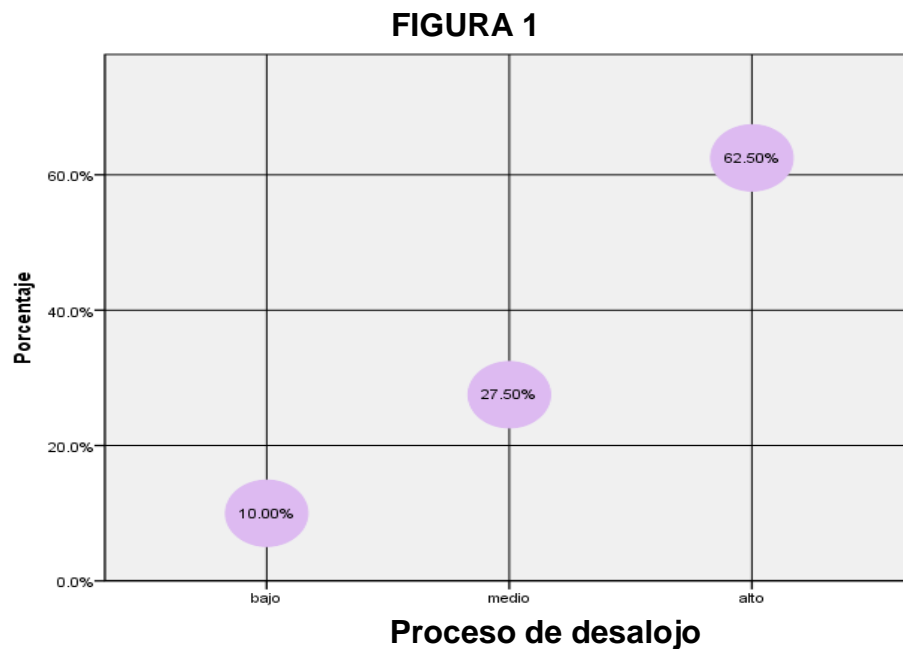 FIGURA 1
62.50%
60.0%
Porcentaje
40.0%
27.50%
20.0%
10.00%
0.0%
bajo medio alto
Proceso de desalojo